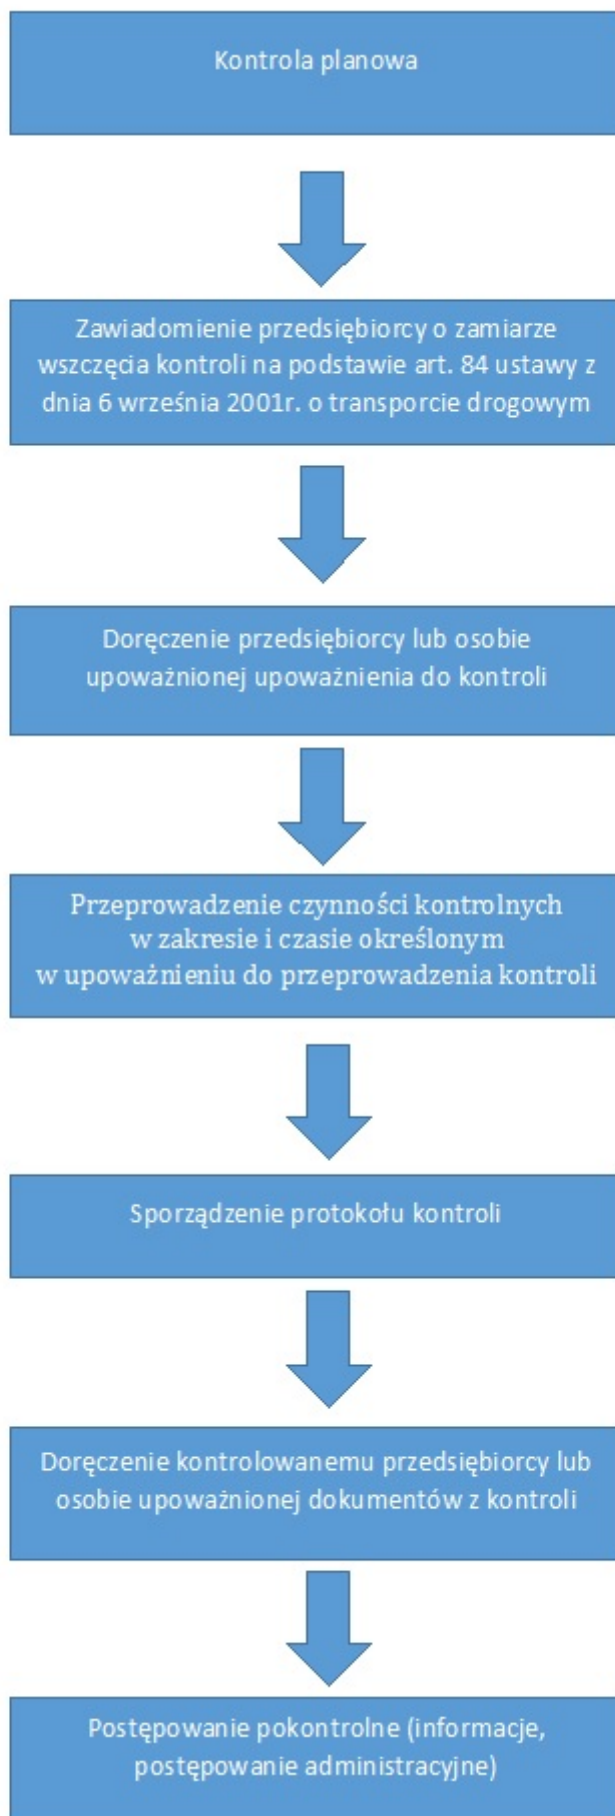 Kontrola planowa
Zawiadomienie przedsiębiorcy o zamiarze
wszczęcia kontroli na podstawie art. 84 ustawy z
dnia 6 września 2001r. o transporcie drogowym
Doręczenie przedsiębiorcy lub osobie
upoważnionej upoważnienia do kontroli
Przeprowadzenie czynności kontrolnych
w zakresie i czasie określonym
w upoważnieniu do przeprowadzenia kontroli
Sporządzenie protokołu kontroli
Doręczenie kontrolowanemu przedsiębiorcy lub
osobie upoważnionej dokumentów z kontroli
Postępowanie pokontrolne (informacje,
postępowanie administracyjne)